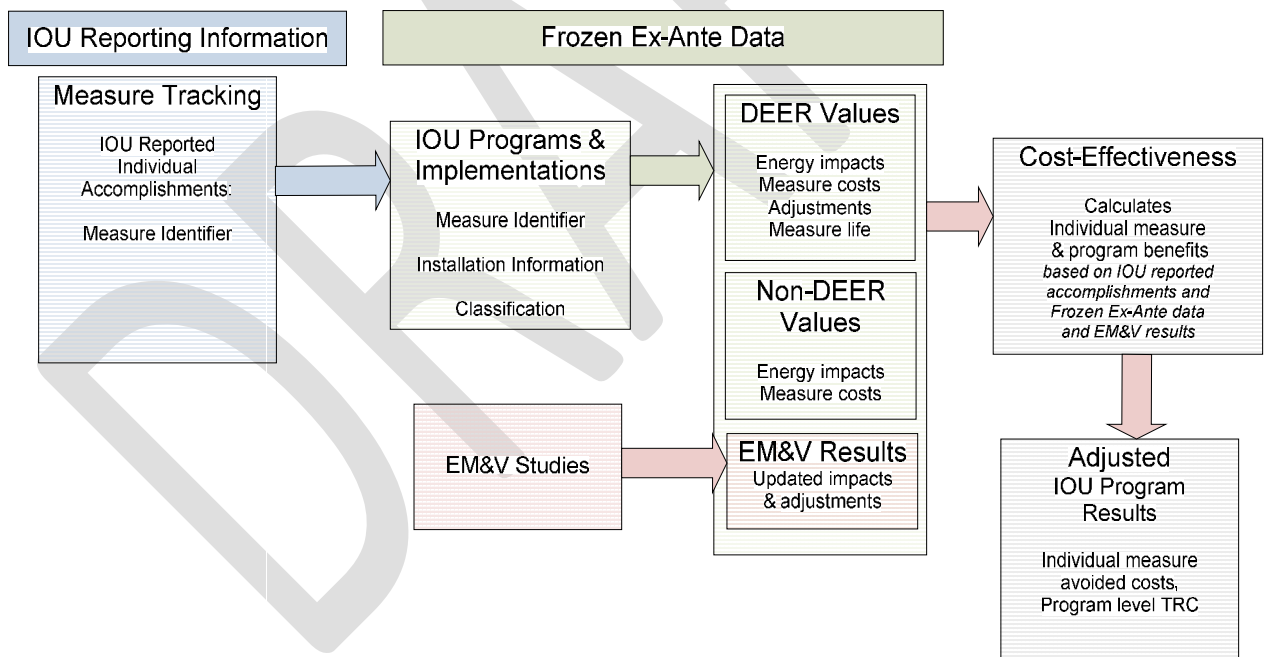 IOU Reporting Information
Frozen Ex-Ante Data
Measure Tracking
IOU Reported
Individual
Accomplishments:
Measure Identifier
IOU Programs &
Implementations
Measure Identifier
Installation Information
Classification
DEER Values
Energy impacts
Measure costs
Adjustments
Measure life
Non-DEER
Values
Energy impacts
Measure costs
EM&V Studies
EM&V Results
Updated impacts
& adjustments
Cost-Effectiveness
Calculates
Individual measure
& program benefits
based on IOU reported
accomplishments and
Frozen Ex-Ante data
and EM&V results
Adjusted
IOU Program
Results
Individual measure
avoided costs,
Program level TRC
DRA